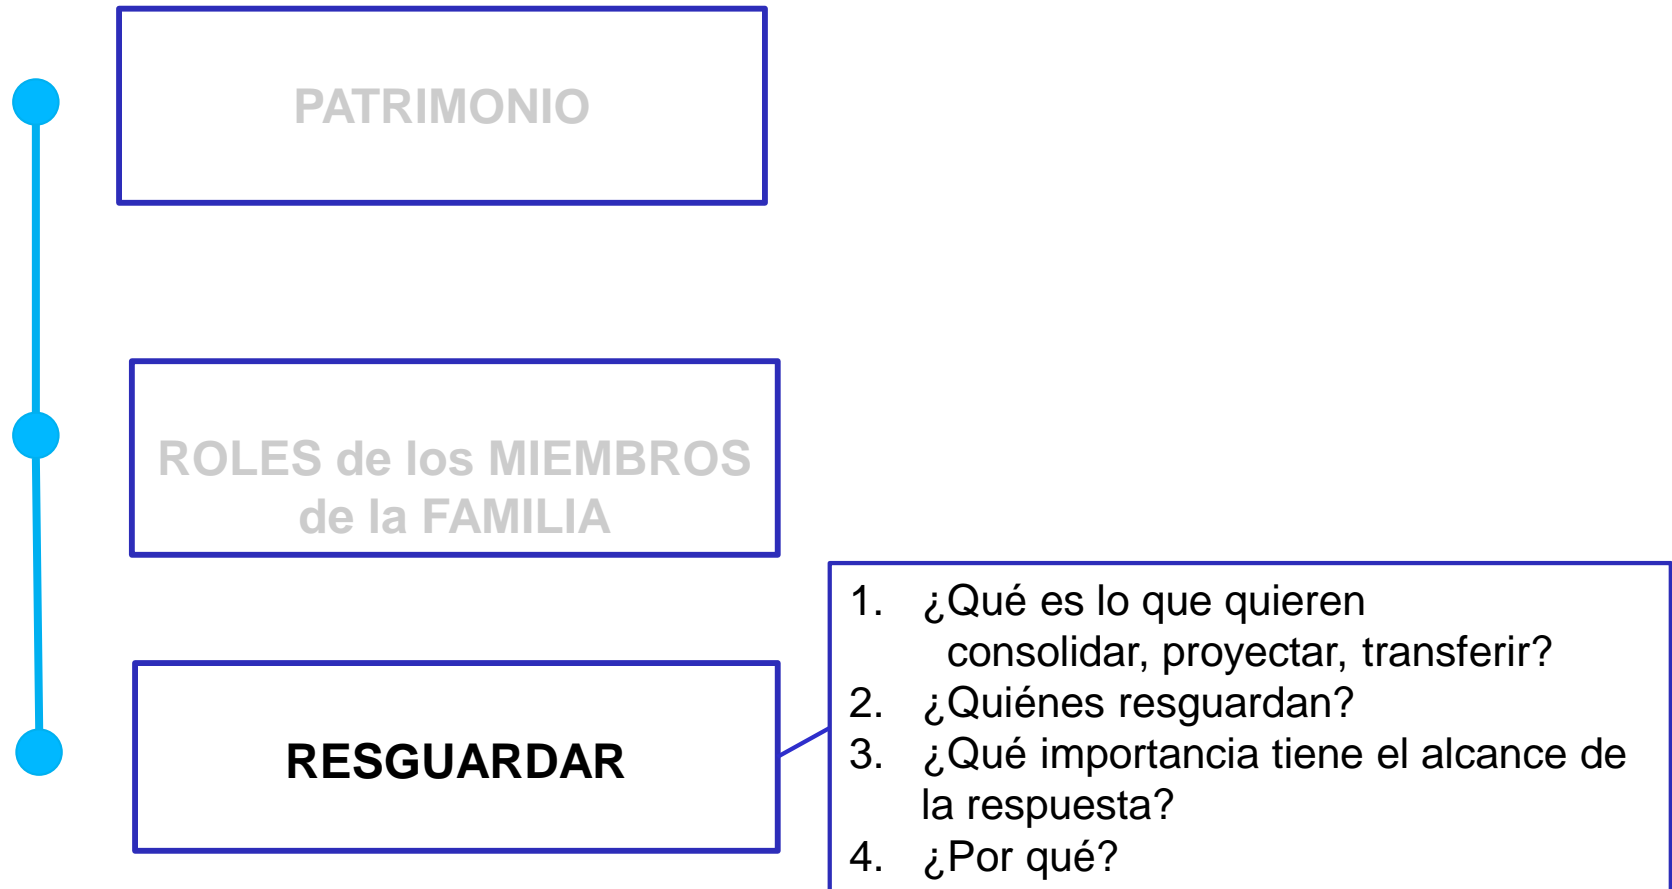 PATRIMONIO
ROLES de los MIEMBROS
de la FAMILIA
RESGUARDAR
1. ¿Qué es lo que quieren
consolidar, proyectar, transferir?
2. ¿Quiénes resguardan?
3. ¿Qué importancia tiene el alcance de
la respuesta?
4. ¿Por qué?